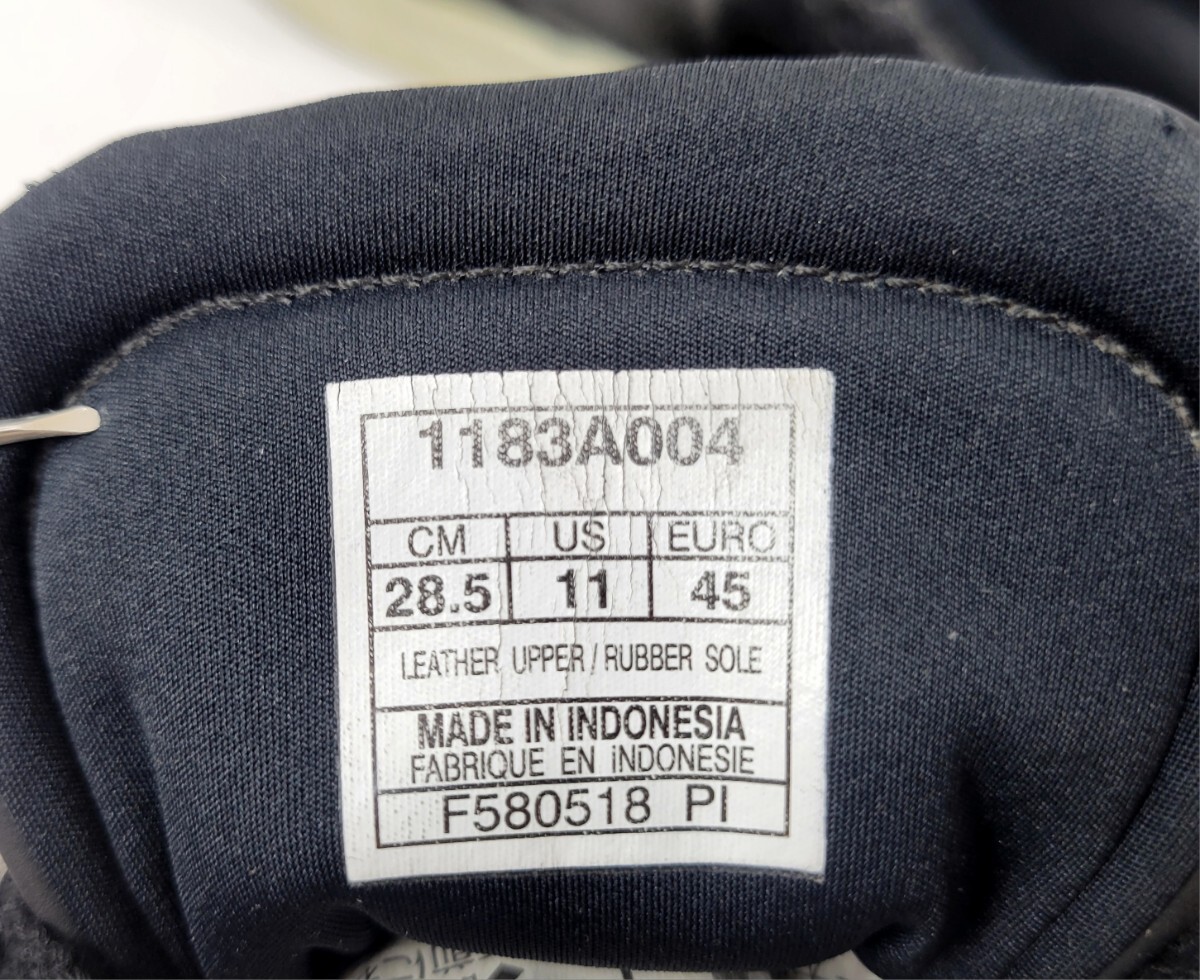 1183A004
CM US EURO
28.5 11 45
LEATHER UPPER / RUBBER SOLE
MADE IN INDONESIA
FABRIQUE EN INDONESIE
F580518 PI